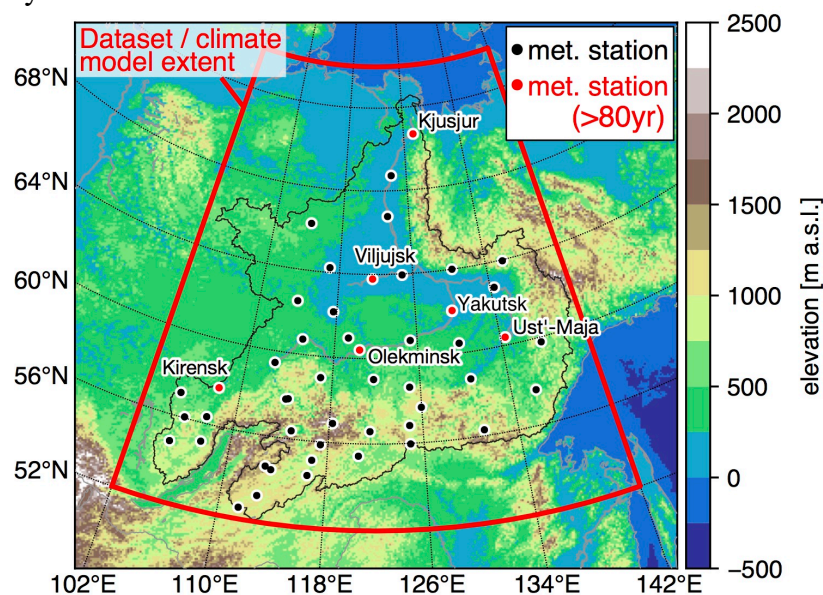 Dataset / climate
model extent
met. station
met. station
(>80yr)
Kjusjur
Viljujsk
Yakutsk
Ust'-Maja
Olekminsk
Kirensk
68°N
64°N
60°N
56°N
52°N
102°E
110°E
118°E
126°E
134°E
142°E
2500
2000
1500
1000
500
0
−500
elevation [m a.s.l.]